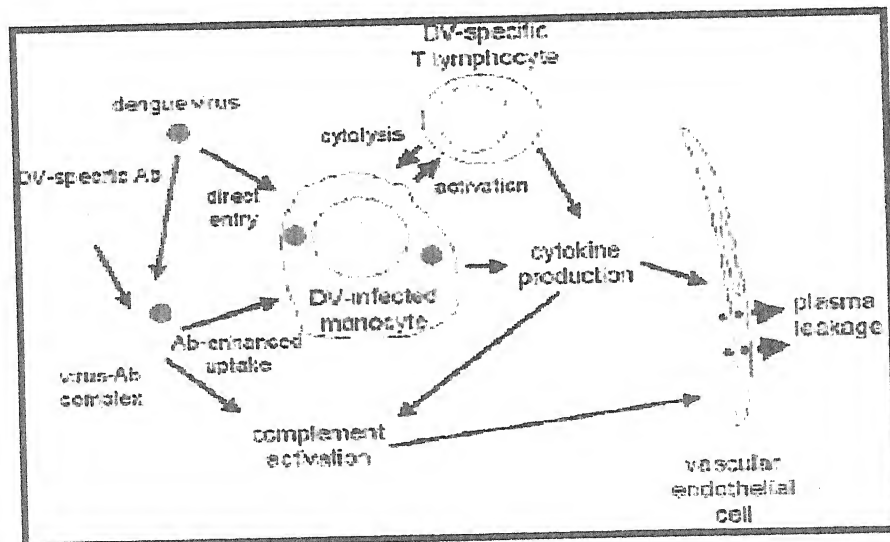 DV-specific
T lymphocyte
dengue virus
cytolysis
DV-specific Ab
direct
entry
activation
cytokine
production
DV-infected
monocyte
plasma
leakage
Ab-enhanced
uptake
virus-Ab
complex
complement
activation
vascular
endothelial
cell